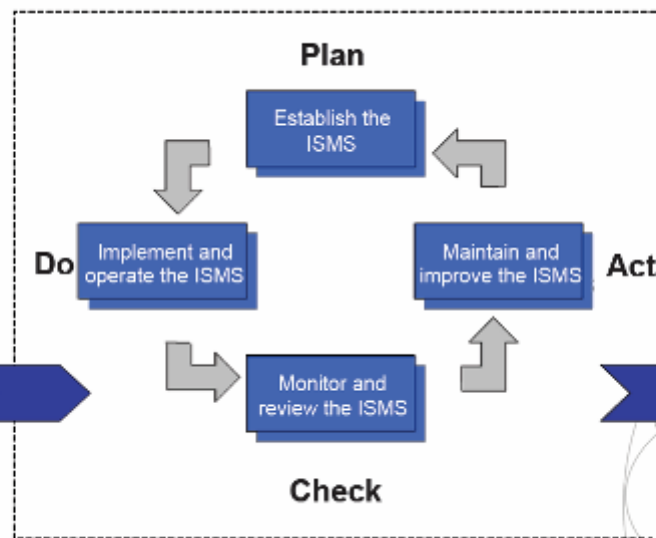 Plan
Establish the
ISMS
Do
Implement and
operate the ISMS
Maintain and
improve the ISMS
Act
Monitor and
review the ISMS
Check